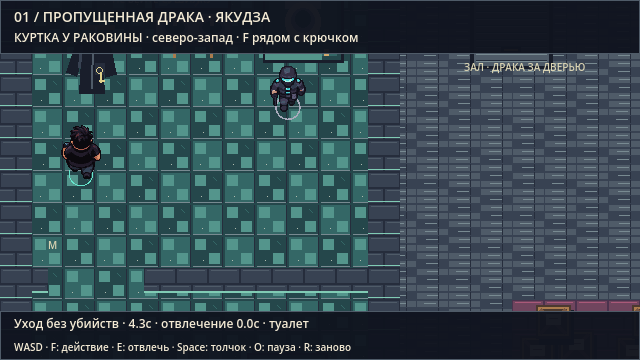 01 / ПРОПУЩЕННАЯ ДРАКА · ЯКУДЗА
КУРТКА У РАКОВИНЫ · северо-запад · F рядом с крючком
ЗАЛ · ДРАКА ЗА ДВЕРЬЮ
М
Уход без убийств · 4.3с · отвлечение 0.0с · туалет
WASD · F: действие · E: отвлечь · Space: толчок · O: пауза · R: заново